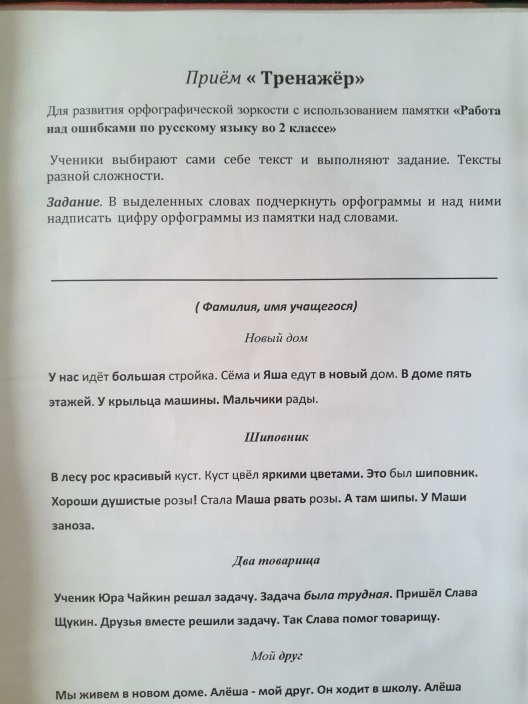 Приём « Тренажёр»
Для развития орфографической зоркости с использованием памятки «Работа
над ошибками по русскому языку во 2 классе»
Ученики выбирают сами себе текст и выполняют задание. Тексты
разной сложности.
Задание. В выделенных словах подчеркнуть орфограммы и над ними
надписать цифру орфограммы из памятки над словами.
( Фамилия, имя учащегося)
Новый дом
У нас идёт большая стройка. Сёма и Яша едут в новый дом. В доме пять
этажей. У крыльца машины. Мальчики рады.
Шиповник
В лесу рос красивый куст. Куст цвёл яркими цветами. Это был шиповник.
Хороши душистые розы! Стала Маша рвать розы. А там шипы. У Маши
заноза.
Два товарища
Ученик Юра Чайкин решал задачу. Задача была трудная. Пришёл Слава
Щукин. Друзья вместе решили задачу. Так Слава помог товарищу.
Мой друг
Мы живем в новом доме. Алёша - мой друг. Он ходит в школу. Алёша